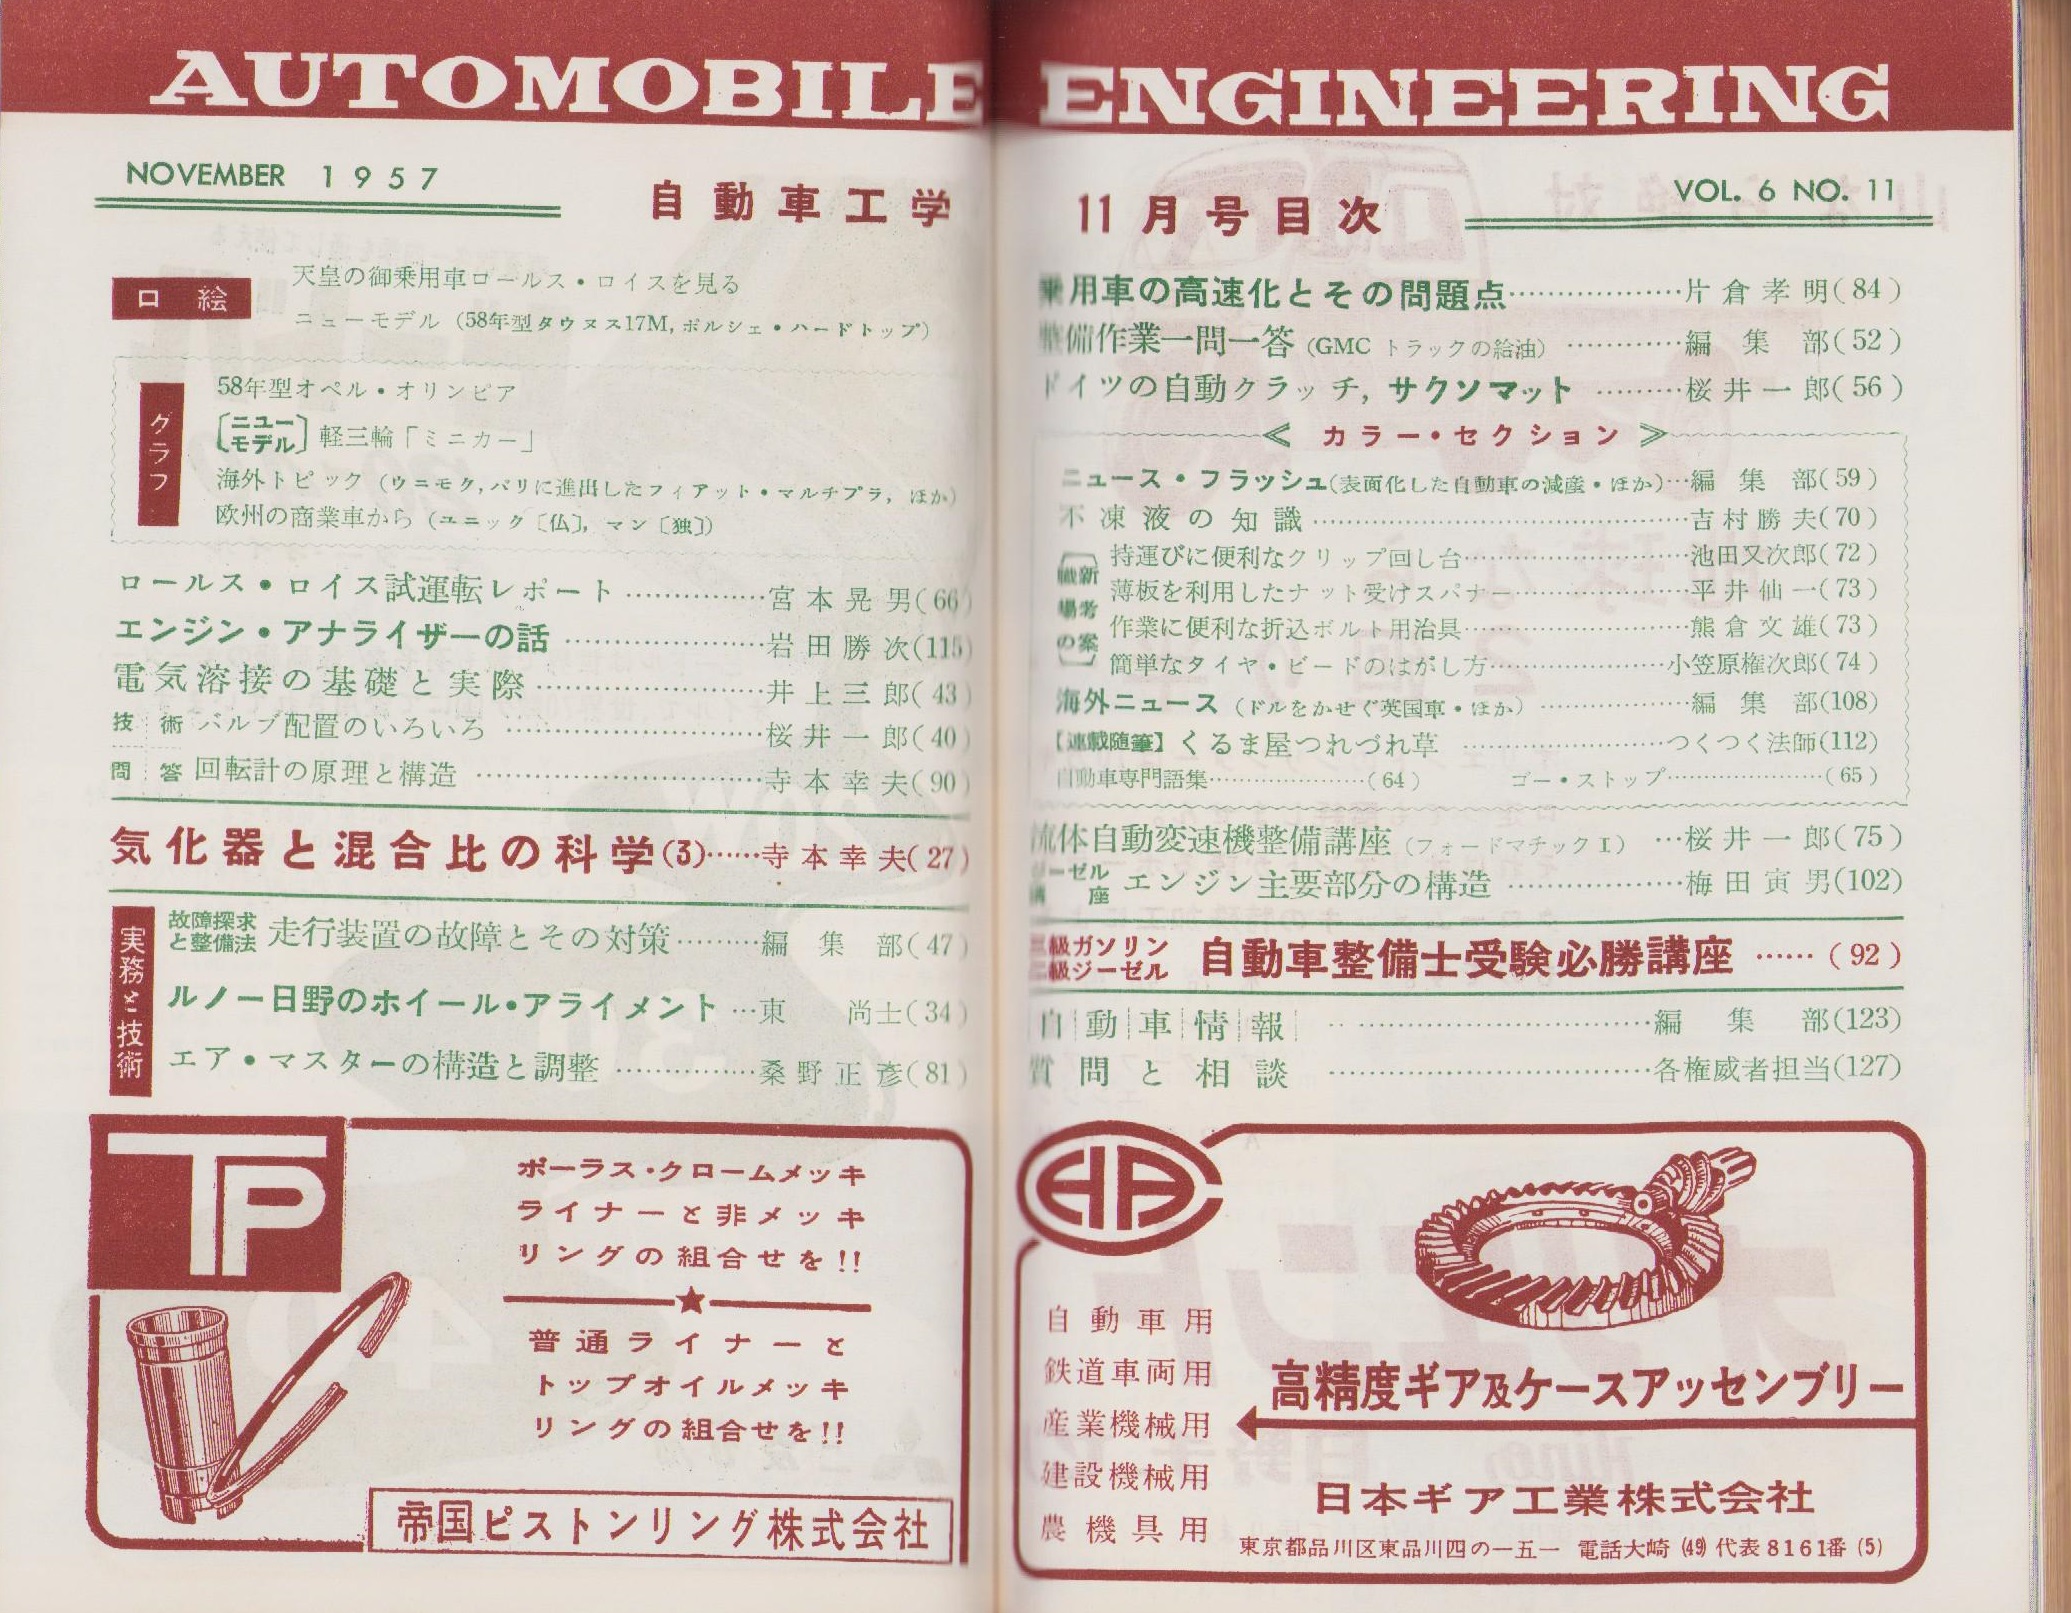 AUTOMOBILE ENGINEERING
NOVEMBER 1957
自動車工学
11月号目次
VOL. 6 NO. 11
口絵
天皇の御乗用車ロールス・ロイスを見る
ニューモデル（58年型タウヌス17M, ポルシェ・ハードトップ）
グラフ
58年型オペル・オリンピア
〔ニューモデル〕軽三輪「ミニカー」
海外トピック（ウニモク, パリに進出したフィアット・マルチプラ, ほか）
欧州の商業車から（ユニック〔仏〕, マン〔独〕）
ロールス・ロイス試運転レポート……………宮本晃男(66)
エンジン・アナライザーの話……………岩田勝次(115)
電気溶接の基礎と実際……………井上三郎(43)
技術問答
バルブ配置のいろいろ……………桜井一郎(40)
回転計の原理と構造……………寺本幸夫(90)
気化器と混合比の科学(3)……寺本幸夫(27)
実務と技術
故障探求と整備法 走行装置の故障とその対策………編集部(47)
ルノー日野のホイール・アライメント…東尚士(34)
エア・マスターの構造と調整……………桑野正彦(81)
乗用車の高速化とその問題点………………片倉孝明(84)
整備作業一問一答（GMCトラックの給油）…………編集部(52)
ドイツの自動クラッチ, サクソマット………桜井一郎(56)
≪ カラー・セクション ≫
ニュース・フラッシュ(表面化した自動車の減産・ほか)…編集部(59)
不凍液の知識……………………………吉村勝夫(70)
〔職場の新考案〕
持運びに便利なクリップ回し台……………………池田又次郎(72)
薄板を利用したナット受けスパナー………………平井仙一(73)
作業に便利な折込ボルト用治具……………………熊倉文雄(73)
簡単なタイヤ・ビードのはがし方………………小笠原権次郎(74)
海外ニュース（ドルをかせぐ英国車・ほか）……………編集部(108)
【連載随筆】くるま屋つれづれ草……………………つくつく法師(112)
自動車専門語集………………(64)
ゴー・ストップ………………(65)
流体自動変速機整備講座（フォードマチックI）…桜井一郎(75)
ジーゼル講座 エンジン主要部分の構造………………梅田寅男(102)
三級ガソリン
二級ジーゼル
自動車整備士受験必勝講座……(92)
自動車情報……………………………編集部(123)
質問と相談……………………………各権威者担当(127)
TP
ポーラス・クロームメッキ
ライナーと非メッキ
リングの組合せを!!
普通ライナーと
トップオイルメッキ
リングの組合せを!!
帝国ピストンリング株式会社
自動車用
鉄道車両用
産業機械用
建設機械用
農機具用
高精度ギア及ケースアッセンブリー
日本ギア工業株式会社
東京都品川区東品川四の一五一 電話大崎(49)代表8161番(5)